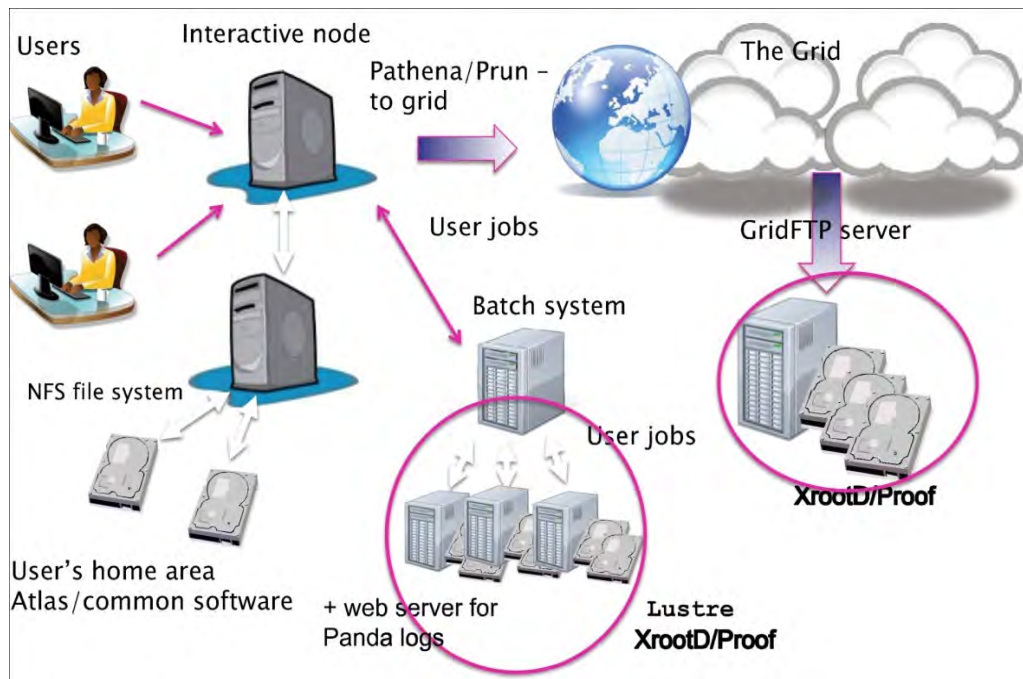 Users
Interactive node
Pathena/Prun –
to grid
The Grid
User jobs
GridFTP server
Batch system
NFS file system
User jobs
XrootD/Proof
User's home area
Atlas/common software
+ web server for
Panda logs
Lustre
XrootD/Proof